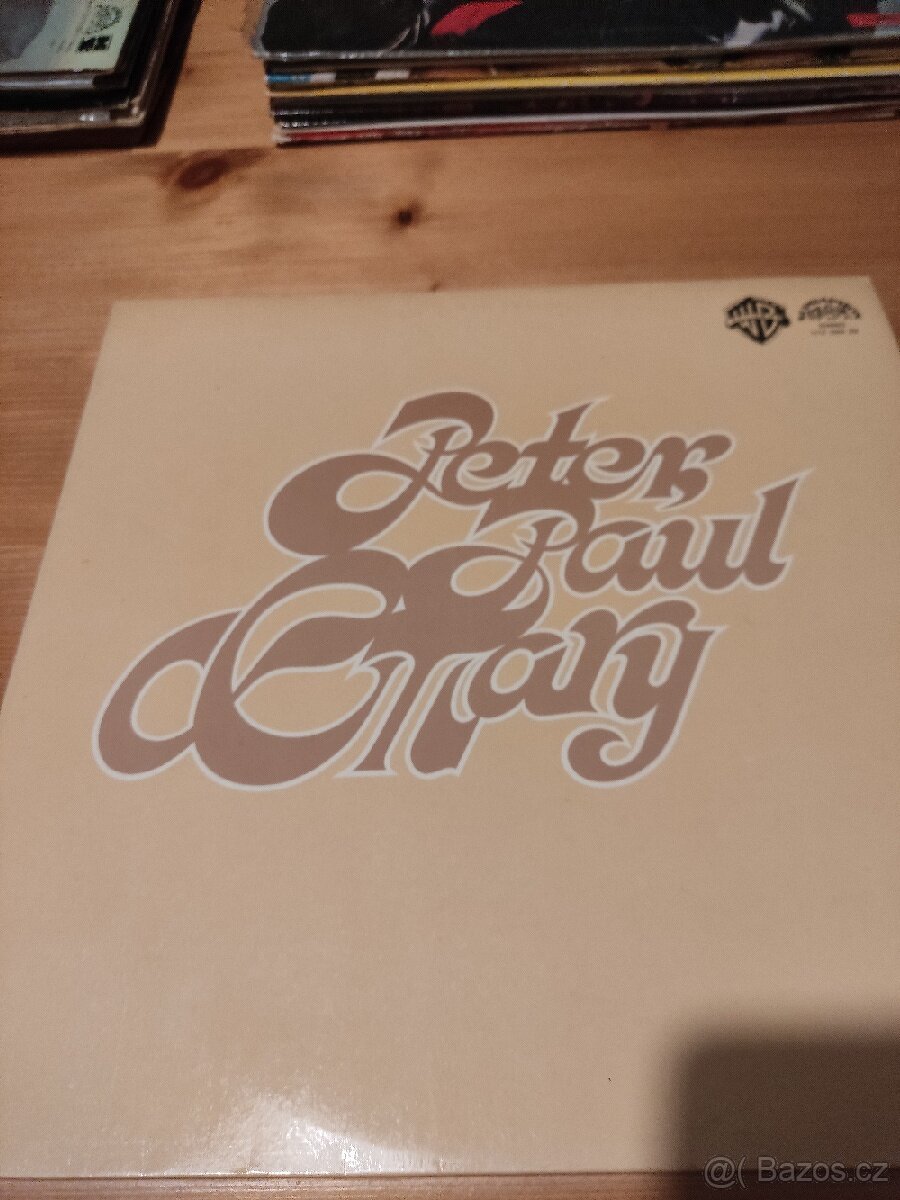 Peter
Paul
& Mary
@( Bazos.cz